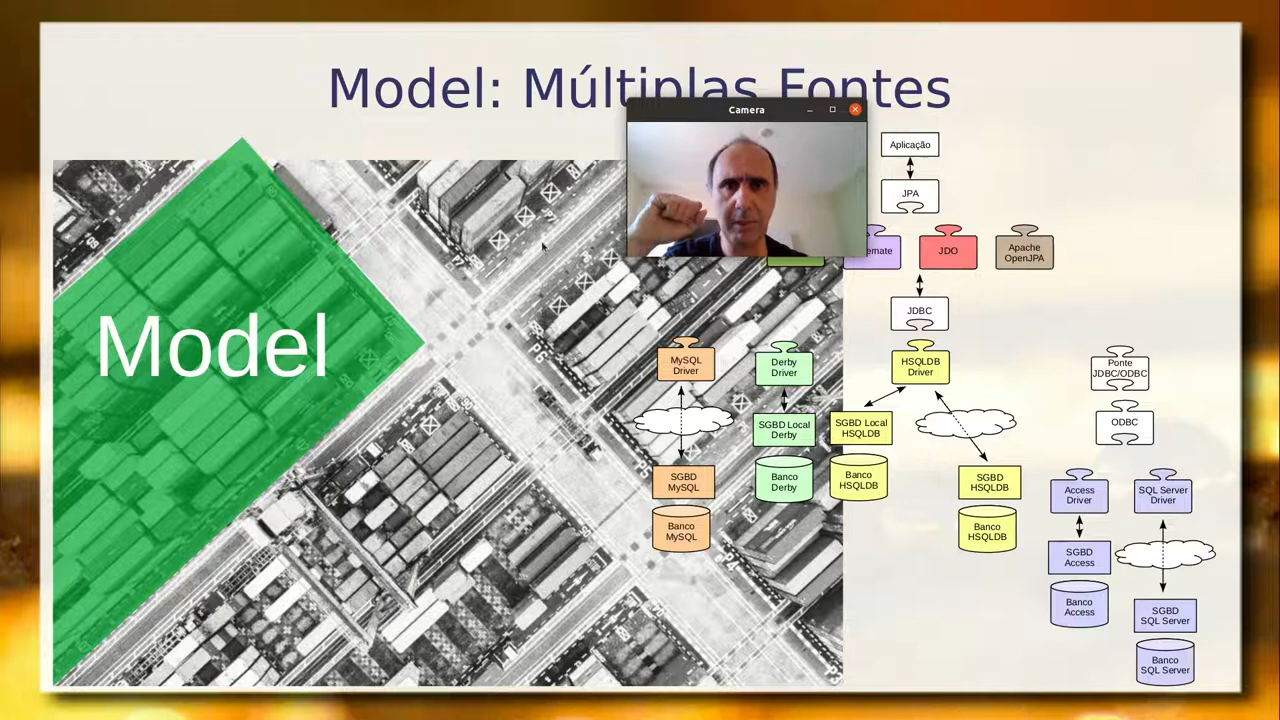 Model: Múltiplas Fontes
Camera
Aplicação
JPA
emate
JDO
Apache
OpenJPA
JDBC
Model
MySQL
Driver
Derby
Driver
HSQLDB
Driver
Ponte
JDBC/ODBC
ODBC
SGBD Local
Derby
SGBD Local
HSQLDB
SGBD
MySQL
Banco
Derby
Banco
HSQLDB
SGBD
HSQLDB
Access
Driver
SQL Server
Driver
Banco
MySQL
Banco
HSQLDB
SGBD
Access
Banco
Access
SGBD
SQL Server
Banco
SQL Server